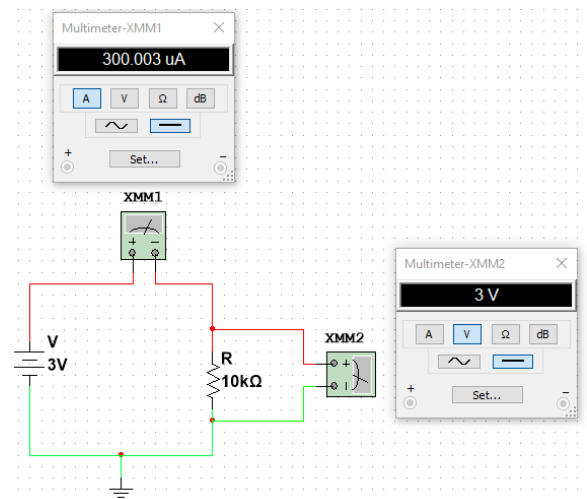 Multimeter-XMM1
300.003 uA
A V Ω dB
+ Set... −
XMM1
+ −
Multimeter-XMM2
3 V
A V Ω dB
+ Set... −
V
3V
R
10kΩ
XMM2
+